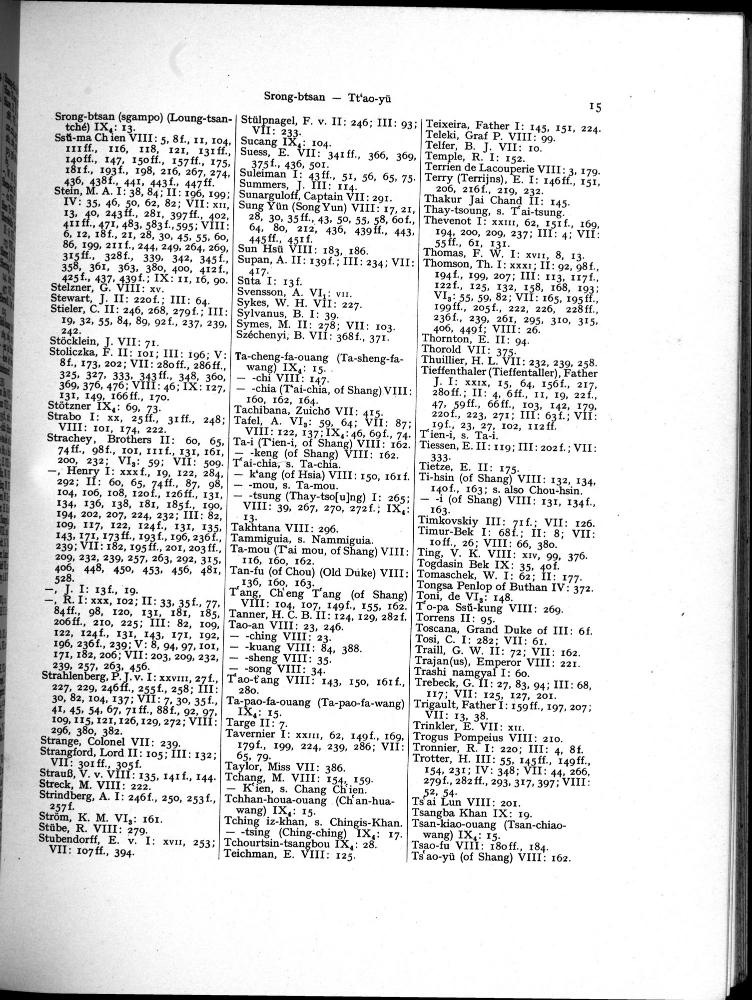 Srong-btsan — Tt'ao-yü
15
Srong-btsan (sgampo) (Loung-tsan-
tché) IX₄: 13.
Ssŭ-ma Ch'ien VIII: 5, 8f., 11, 104,
111ff., 116, 118, 121, 131ff.,
140ff., 147, 150ff., 157ff., 175,
181f., 193f., 198, 216, 267, 274,
436, 438f., 441, 443f., 447ff.
Stein, M. A. I: 38, 84; II: 196, 199;
IV: 35, 46, 50, 62, 82; VII: XII,
13, 40, 243ff., 281, 397ff., 402,
411ff., 471, 483, 583f., 595; VIII:
6, 12, 18f., 21, 28, 30, 45, 55, 60,
86, 199, 211f., 244, 249, 264, 269,
315ff., 328f., 339, 342, 345f.,
358, 361, 363, 380, 400, 412f.,
425f., 437, 439f.; IX: 11, 16, 90.
Stelzner, G. VIII: XV.
Stewart, J. II: 220f.; III: 64.
Stieler, C. II: 246, 268, 279f.; III:
19, 32, 55, 84, 89, 92f., 237, 239,
242.
Stöcklein, J. VII: 71.
Stoliczka, F. II: 101; III: 196; V:
8f., 173, 202; VII: 280ff., 286ff.,
325, 327, 333, 343ff., 348, 360,
369, 376, 476; VIII: 46; IX: 127,
131, 149, 166ff., 170.
Stötzner IX₄: 69, 73.
Strabo I: XX, 25ff., 31ff., 248;
VIII: 101, 174, 222.
Strachey, Brothers II: 60, 65,
74ff., 98f., 101, 111f., 131, 161,
200, 232; VI₃: 59; VII: 509.
—, Henry I: XXXf., 19, 122, 284,
292; II: 60, 65, 74ff., 87, 98,
104, 106, 108, 120f., 126ff., 131,
134, 136, 138, 181, 185f., 190,
194, 202, 207, 224, 232; III: 82,
109, 117, 122, 124f., 131, 135,
143, 171, 173ff., 193f., 196, 236f.,
239; VII: 182, 195ff., 201, 203ff.,
209, 232, 239, 257, 263, 292, 315,
406, 448, 450, 453, 456, 481,
528.
—, J. I: 13f., 19.
—, R. I: XXX, 102; II: 33, 35f., 77,
84ff., 98, 120, 131, 181, 185,
206ff., 210, 225; III: 82, 109,
122, 124f., 131, 143, 171, 192,
196, 236f., 239; V: 8, 94, 97, 101,
171, 182, 206; VII: 203, 209, 232,
239, 257, 263, 456.
Strahlenberg, P. J. v. I: XXVIII, 27f.,
227, 229, 246ff., 255f., 258; III:
30, 82, 104, 137; VII: 7, 30, 35f.,
41, 45, 54, 67, 71ff., 88f., 92, 97,
109, 115, 121, 126, 129, 272; VIII:
296, 380, 382.
Strange, Colonel VII: 239.
Strangford, Lord II: 105; III: 132;
VII: 301ff., 305f.
Strauß, V. v. VIII: 135, 141f., 144.
Streck, M. VIII: 222.
Strindberg, A. I: 246f., 250, 253f.,
257f.
Ström, K. M. VI₂: 161.
Stübe, R. VIII: 279.
Stubendorff, E. v. I: XVII, 253;
VII: 107ff., 394.
Stülpnagel, F. v. II: 246; III: 93;
VII: 233.
Sucang IX₄: 104.
Suess, E. VII: 341ff., 366, 369,
375f., 436, 501.
Suleiman I: 43ff., 51, 56, 65, 75.
Summers, J. III: 114.
Sunarguloff, Captain VII: 291.
Sung Yün (Song Yun) VIII: 17, 21,
28, 30, 35ff., 43, 50, 55, 58, 60f.,
64, 80, 212, 436, 439ff., 443,
445ff., 451f.
Sun Hsü VIII: 183, 186.
Supan, A. II: 139f.; III: 234; VII:
417.
Sūta I: 13f.
Svensson, A. VI₁: VII.
Sykes, W. H. VII: 227.
Sylvanus, B. I: 39.
Symes, M. II: 278; VII: 103.
Széchenyi, B. VII: 368f., 371.
Ta-cheng-fa-ouang (Ta-sheng-fa-
wang) IX₄: 15.
— -chi VIII: 147.
— -chia (T'ai-chia, of Shang) VIII:
160, 162, 164.
Tachibana, Zuichō VII: 415.
Tafel, A. VI₃: 59, 64; VII: 87;
VIII: 122, 137; IX₄: 46, 69f., 74.
Ta-i (T'ien-i, of Shang) VIII: 162.
— -keng (of Shang) VIII: 162.
T'ai-chia, s. Ta-chia.
— k'ang (of Hsia) VIII: 150, 161f.
— -mou, s. Ta-mou.
— -tsung (Thay-tso[u]ng) I: 265;
VIII: 39, 267, 270, 272f.; IX₄:
13.
Takhtana VIII: 296.
Tammiguia, s. Nammiguia.
Ta-mou (T'ai mou, of Shang) VIII:
116, 160, 162.
Tan-fu (of Chou) (Old Duke) VIII:
136, 160, 163.
T'ang, Ch'eng T'ang (of Shang)
VIII: 104, 107, 149f., 155, 162.
Tanner, H. C. B. II: 124, 129, 282f.
Tao-an VIII: 23, 246.
— -ching VIII: 23.
— -kuang VIII: 84, 388.
— -sheng VIII: 35.
— -song VIII: 34.
T'ao-t'ang VIII: 143, 150, 161f.,
280.
Ta-pao-fa-ouang (Ta-pao-fa-wang)
IX₄: 15.
Targe II: 7.
Tavernier I: XXIII, 62, 149f., 169,
179f., 199, 224, 239, 286; VII:
65, 79.
Taylor, Miss VII: 386.
Tchang, M. VIII: 154, 159.
— K'ien, s. Chang Ch'ien.
Tchhan-houa-ouang (Ch'an-hua-
wang) IX₄: 15.
Tching iz-khan, s. Chingis-Khan.
— -tsing (Ching-ching) IX₄: 17.
Tchourtsin-tsangbou IX₄: 28.
Teichman, E. VIII: 125.
Teixeira, Father I: 145, 151, 224.
Teleki, Graf P. VIII: 99.
Telfer, B. J. VII: 10.
Temple, R. I: 152.
Terrien de Lacouperie VIII: 3, 179.
Terry (Terrijns), E. I: 146ff., 151,
206, 216f., 219, 232.
Thakur Jai Chand II: 145.
Thay-tsoung, s. T'ai-tsung.
Thevenot I: XXIII, 62, 151f., 169,
194, 200, 209, 237; III: 4; VII:
55ff., 61, 131.
Thomas, F. W. I: XVII, 8, 13.
Thomson, Th. I: XXXI; II: 92, 98f.,
194f., 199, 207; III: 113, 117f.,
122f., 125, 132, 158, 168, 193;
VI₃: 55, 59, 82; VII: 165, 195ff.,
199ff., 205f., 222, 226, 228ff.,
236f., 239, 261, 295, 310, 315,
406, 449f; VIII: 26.
Thornton, E. II: 94.
Thorold VII: 375.
Thuillier, H. L. VII: 232, 239, 258.
Tieffenthaler (Tieffentaller), Father
J. I: XXIX, 15, 64, 156f., 217,
280ff.; II: 4, 6ff., 11, 19, 22f.,
47, 59ff., 66ff., 103, 142, 179,
220f., 223, 271; III: 63f.; VII:
19f., 23, 27, 102, 112ff.
T'ien-i, s. Ta-i.
Tiessen, E. II: 119; III: 202f.; VII:
333.
Tietze, E. II: 175.
Ti-hsin (of Shang) VIII: 132, 134,
140f., 163; s. also Chou-hsin.
— -i (of Shang) VIII: 131, 134f.,
163.
Timkovskiy III: 71f.; VII: 126.
Timur-Bek I: 68f.; II: 8; VII:
10ff., 26; VIII: 66, 380.
Ting, V. K. VIII: XIV, 99, 376.
Togdasin Bek IX: 35, 40f.
Tomaschek, W. I: 62; II: 177.
Tongsa Penlop of Buthan IV: 372.
Toni, de VI₃: 148.
T'o-pa Ssŭ-kung VIII: 269.
Torrens II: 95.
Toscana, Grand Duke of III: 6f.
Tosi, C. I: 282; VII: 61.
Traill, G. W. II: 72; VII: 162.
Trajan(us), Emperor VIII: 221.
Trashi namgyal I: 60.
Trebeck, G. II: 27, 83, 94; III: 68,
117; VII: 125, 127, 201.
Trigault, Father I: 159ff., 197, 207;
VII: 13, 38.
Trinkler, E. VII: XII.
Trogus Pompeius VIII: 210.
Tronnier, R. I: 220; III: 4, 8f.
Trotter, H. III: 55, 145ff., 149ff.,
154, 231; IV: 348; VII: 44, 266,
279f., 282ff., 293, 317, 397; VIII:
52, 54.
Ts'ai Lun VIII: 201.
Tsangba Khan IX: 19.
Tsan-kiao-ouang (Tsan-chiao-
wang) IX₄: 15.
Tsao-fu VIII: 180ff., 184.
Ts'ao-yü (of Shang) VIII: 162.